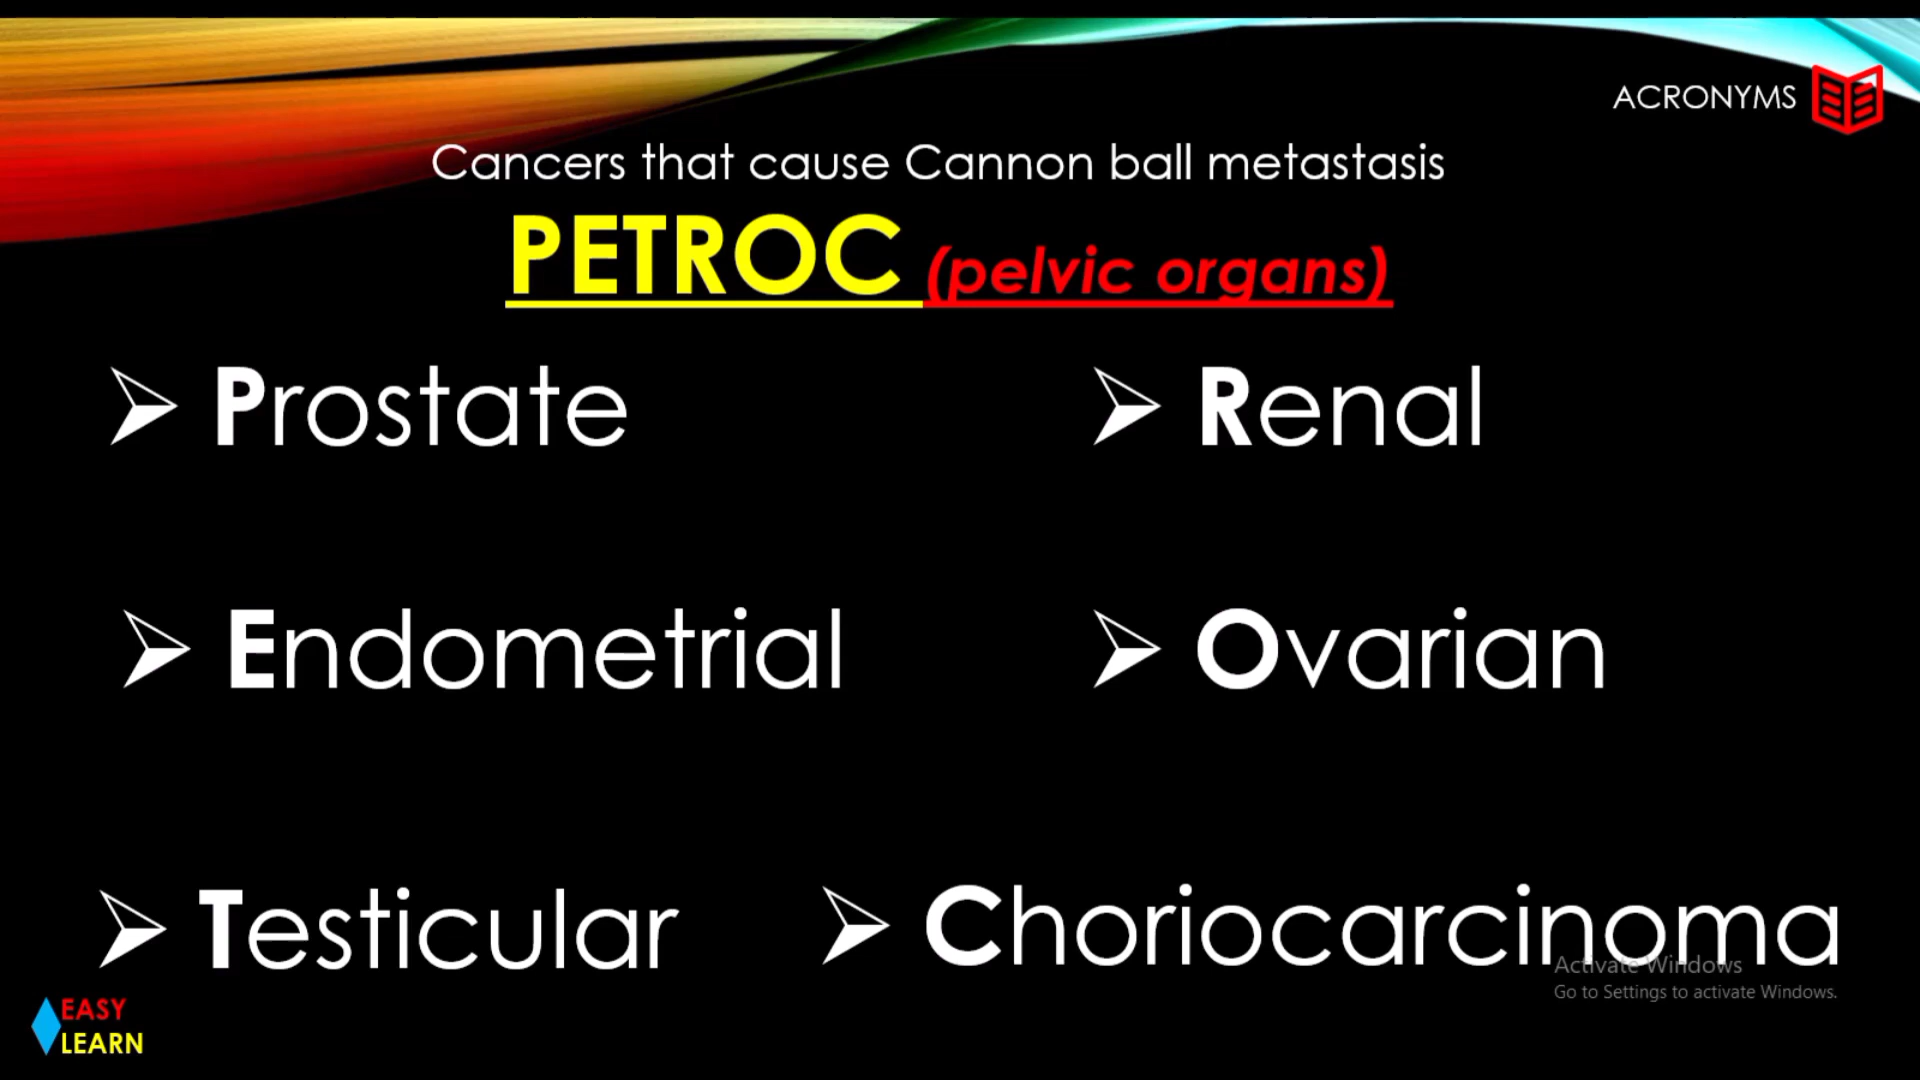 ACRONYMS
Cancers that cause Cannon ball metastasis
PETROC (pelvic organs)
➢ Prostate
➢ Renal
➢ Endometrial
➢ Ovarian
➢ Testicular
➢ Choriocarcinoma
Activate Windows
Go to Settings to activate Windows.
EASY
LEARN